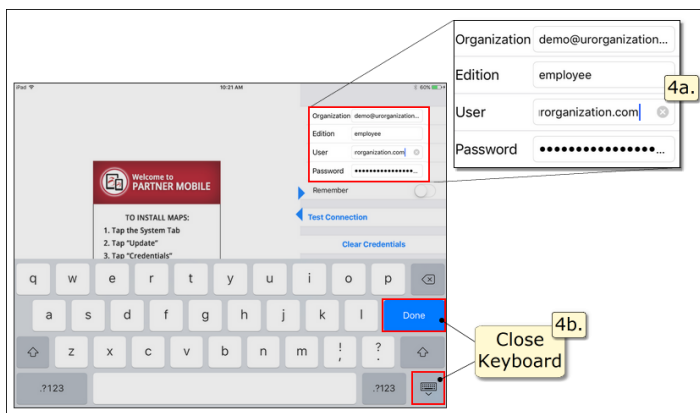 Organization demo@urorganization...
Edition employee
4a.
User rorganization.com
Password ••••••••••••••••...
iPad 10:21 AM 60%
Organization demo@urorganization...
Edition employee
User rorganization.com
Password ••••••••••••••••...
Remember
Test Connection
Clear Credentials
Welcome to
PARTNER MOBILE
TO INSTALL MAPS:
1. Tap the System Tab
2. Tap "Update"
3. Tap "Credentials"
q w e r t y u i o p
a s d f g h j k l Done
z x c v b n m ! , ? .
.?123 .?123
4b.
Close
Keyboard